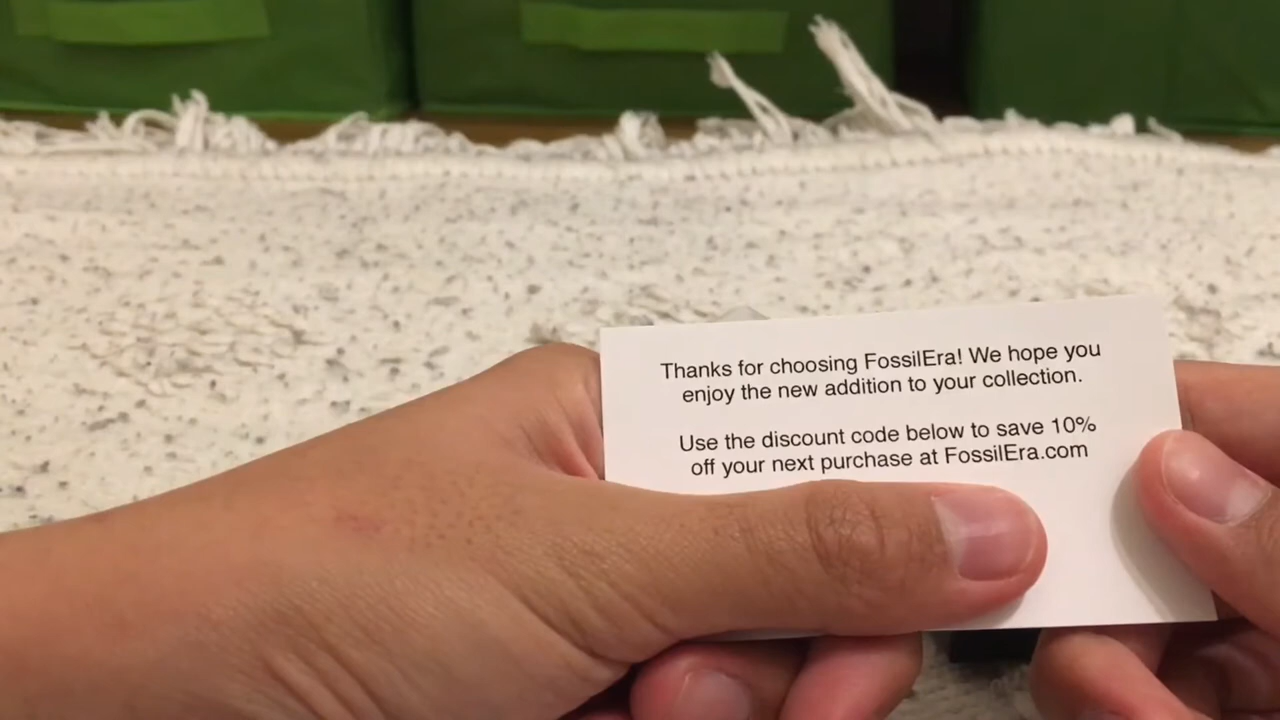 Thanks for choosing FossilEra! We hope you
enjoy the new addition to your collection.
Use the discount code below to save 10%
off your next purchase at FossilEra.com